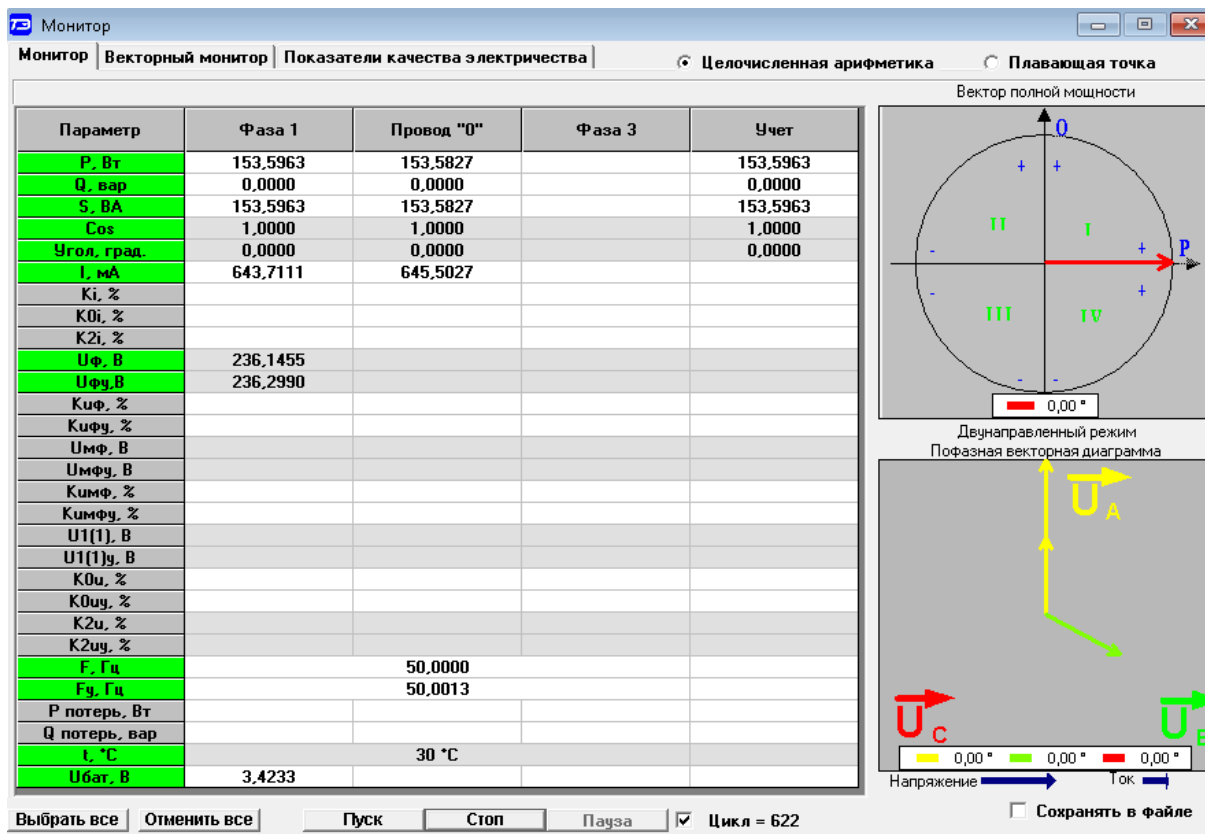 ТЭ Монитор
Монитор Векторный монитор Показатели качества электричества Целочисленная арифметика Плавающая точка
Параметр Фаза 1 Провод "0" Фаза 3 Учет
P, Вт 153,5963 153,5827 153,5963
Q, вар 0,0000 0,0000 0,0000
S, ВА 153,5963 153,5827 153,5963
Cos 1,0000 1,0000 1,0000
Угол, град. 0,0000 0,0000 0,0000
I, мА 643,7111 645,5027
Ki, %
K0i, %
K2i, %
Uф, В 236,1455
Uфу,В 236,2990
Kuф, %
Kuфу, %
Uмф, В
Uмфу, В
Kuмф, %
Kuмфу, %
U1(1), В
U1(1)у, В
K0u, %
K0uy, %
K2u, %
K2uy, %
F, Гц 50,0000
Fу, Гц 50,0013
P потерь, Вт
Q потерь, вар
t, °C 30 °C
Uбат, В 3,4233
Вектор полной мощности
Q
+ +
II I
- + P
- +
III IV
- -
0,00 °
Двунаправленный режим
Пофазная векторная диаграмма
U A
U C U B
0,00 ° 0,00 ° 0,00 °
Напряжение Ток
Выбрать все Отменить все Пуск Стоп Пауза Цикл = 622 Сохранять в файле